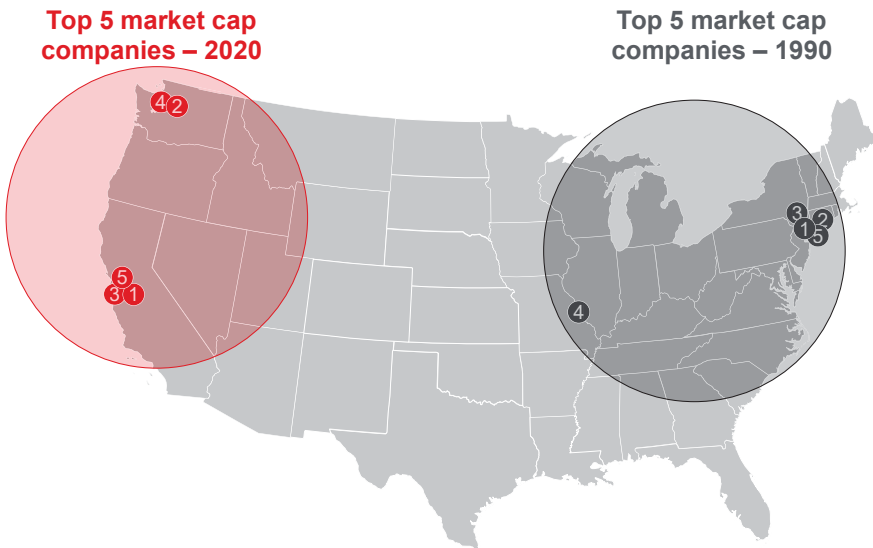 Top 5 market cap
companies – 2020
Top 5 market cap
companies – 1990
4 2
5
3 1
3
2
1
5
4